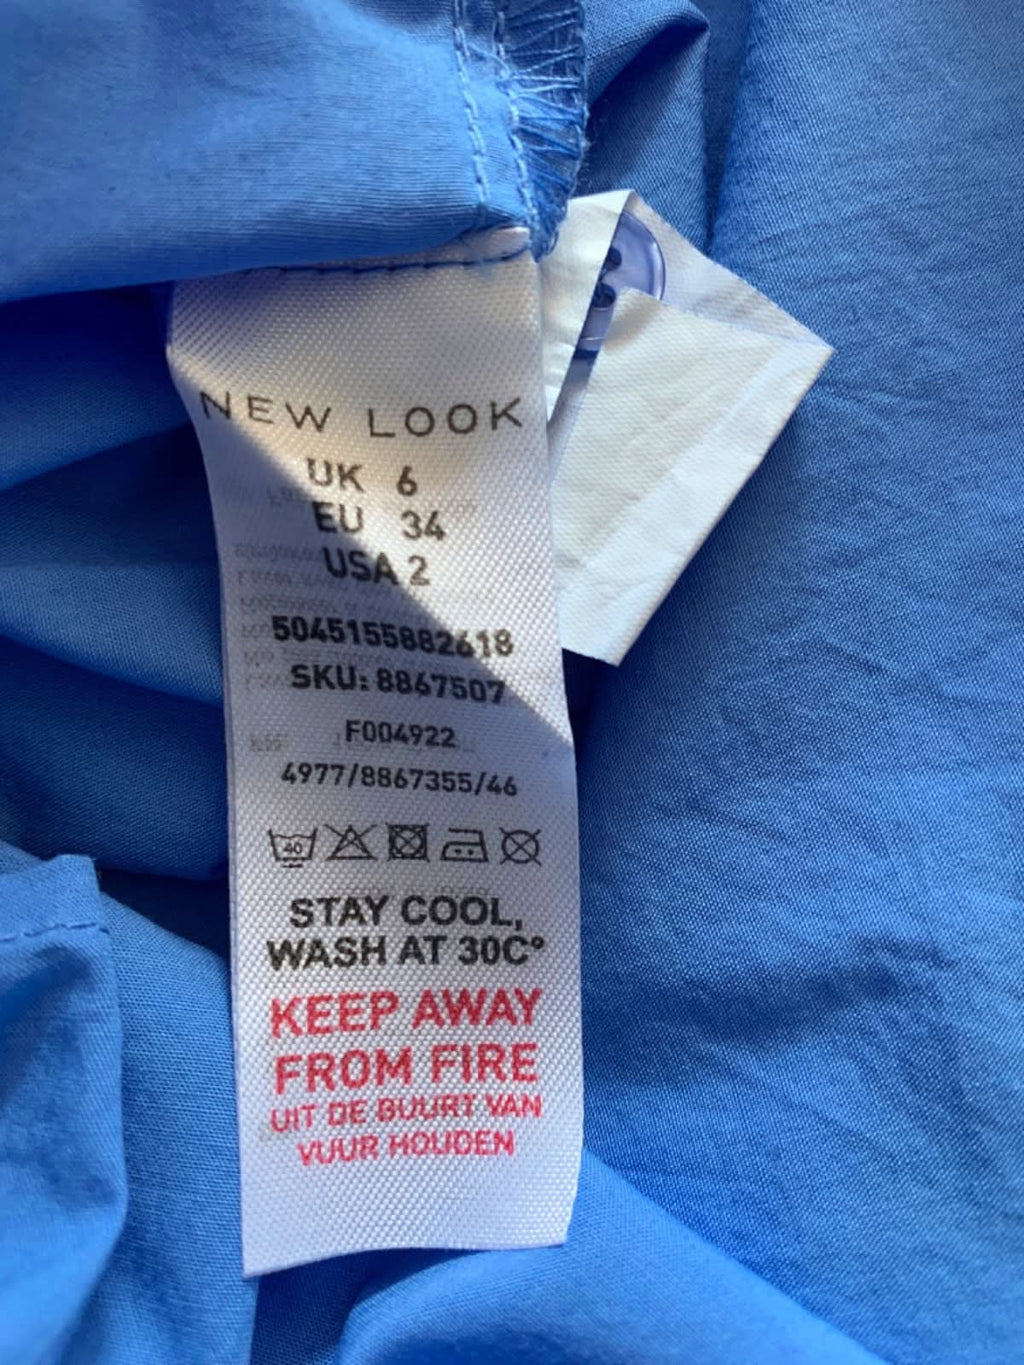 NEW LOOK
UK 6
EU 34
USA 2
5045155882618
SKU: 8867507
F004922
4977/8867355/46
40
STAY COOL,
WASH AT 30C°
KEEP AWAY
FROM FIRE
UIT DE BUURT VAN
VUUR HOUDEN